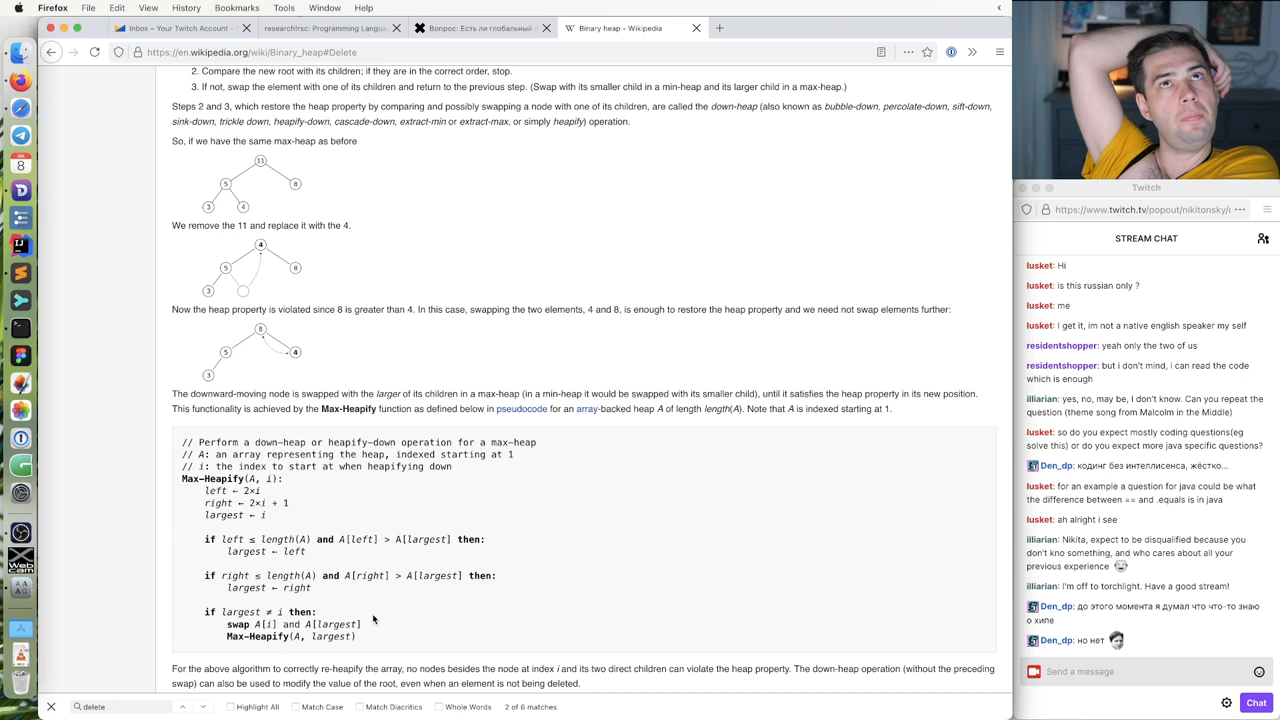 Firefox File Edit View History Bookmarks Tools Window Help
Inbox – Your Twitch Account -
research!rsc: Programming Langua
Вопрос: Есть ли глобальный
Binary heap - Wikipedia
https://en.wikipedia.org/wiki/Binary_heap#Delete
2. Compare the new root with its children; if they are in the correct order, stop.
3. If not, swap the element with one of its children and return to the previous step. (Swap with its smaller child in a min-heap and its larger child in a max-heap.)
Steps 2 and 3, which restore the heap property by comparing and possibly swapping a node with one of its children, are called the down-heap (also known as bubble-down, percolate-down, sift-down,
sink-down, trickle down, heapify-down, cascade-down, extract-min or extract-max, or simply heapify) operation.
So, if we have the same max-heap as before
11
5 8
3 4
We remove the 11 and replace it with the 4.
4
5 8
3
Now the heap property is violated since 8 is greater than 4. In this case, swapping the two elements, 4 and 8, is enough to restore the heap property and we need not swap elements further:
8
5 4
3
The downward-moving node is swapped with the larger of its children in a max-heap (in a min-heap it would be swapped with its smaller child), until it satisfies the heap property in its new position.
This functionality is achieved by the Max-Heapify function as defined below in pseudocode for an array-backed heap A of length length(A). Note that A is indexed starting at 1.
// Perform a down-heap or heapify-down operation for a max-heap
// A: an array representing the heap, indexed starting at 1
// i: the index to start at when heapifying down
Max-Heapify(A, i):
left ← 2×i
right ← 2×i + 1
largest ← i
if left ≤ length(A) and A[left] > A[largest] then:
largest ← left
if right ≤ length(A) and A[right] > A[largest] then:
largest ← right
if largest ≠ i then:
swap A[i] and A[largest]
Max-Heapify(A, largest)
For the above algorithm to correctly re-heapify the array, no nodes besides the node at index i and its two direct children can violate the heap property. The down-heap operation (without the preceding
swap) can also be used to modify the value of the root, even when an element is not being deleted.
delete
Highlight All Match Case Match Diacritics Whole Words 2 of 6 matches
Twitch
https://www.twitch.tv/popout/nikitonsky/
STREAM CHAT
lusket: Hi
lusket: is this russian only ?
lusket: me
lusket: I get it, im not a native english speaker my self
residentshopper: yeah only the two of us
residentshopper: but i don't mind, i can read the code
which is enough
illiarian: yes, no, may be, I don't know. Can you repeat the
question (theme song from Malcolm in the Middle)
lusket: so do you expect mostly coding questions(eg
solve this) or do you expect more java specific questions?
Den_dp: кодинг без интеллисенса, жёстко...
lusket: for an example a question for java could be what
the difference between == and .equals is in java
lusket: ah alright i see
illiarian: Nikita, expect to be disqualified because you
don't kno something, and who cares about all your
previous experience
illiarian: I'm off to torchlight. Have a good stream!
Den_dp: до этого момента я думал что что-то знаю
о хипе
Den_dp: но нет
Send a message
Chat